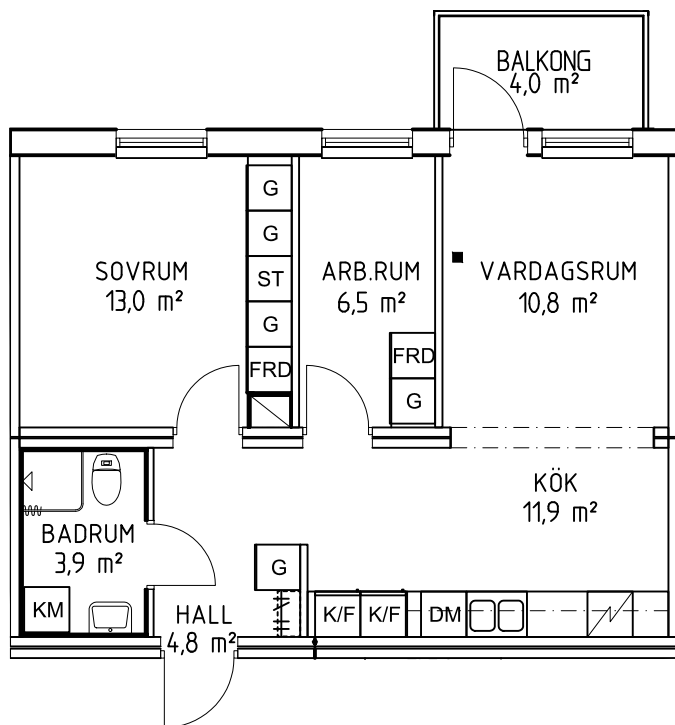 BALKONG
4,0 m²
G
G
SOVRUM
13,0 m²
ST
G
FRD
ARB.RUM
6,5 m²
FRD
G
VARDAGSRUM
10,8 m²
KÖK
11,9 m²
BADRUM
3,9 m²
KM
HALL
4,8 m²
G
K/F K/F DM